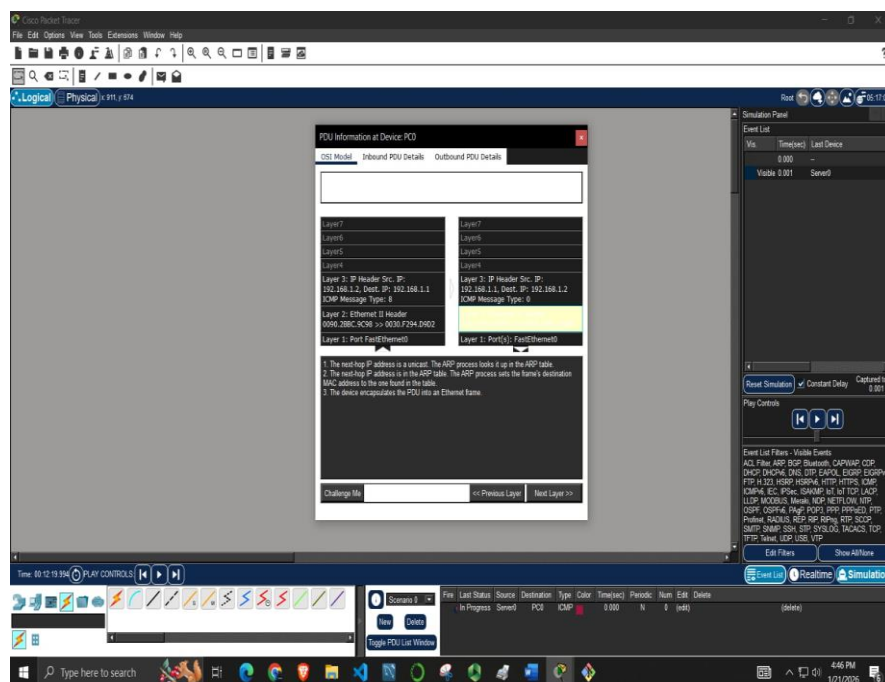 Cisco Packet Tracer
File Edit Options View Tools Extensions Window Help
Logical Physical x: 911, y: 574
Root 05:17:0
PDU Information at Device: PC0
OSI Model Inbound PDU Details Outbound PDU Details
Layer7
Layer6
Layer5
Layer4
Layer 3: IP Header Src. IP:
192.168.1.2, Dest. IP: 192.168.1.1
ICMP Message Type: 8
Layer 2: Ethernet II Header
0090.2BBC.9C98 >> 0030.F294.D9D2
Layer 1: Port FastEthernet0
Layer7
Layer6
Layer5
Layer4
Layer 3: IP Header Src. IP:
192.168.1.1, Dest. IP: 192.168.1.2
ICMP Message Type: 0
Layer 1: Port(s): FastEthernet0
1. The next-hop IP address is a unicast. The ARP process looks it up in the ARP table.
2. The next-hop IP address is in the ARP table. The ARP process sets the frame's destination
MAC address to the one found in the table.
3. The device encapsulates the PDU into an Ethernet frame.
Challenge Me << Previous Layer Next Layer >>
Simulation Panel
Event List
Vis. Time(sec) Last Device
0.000 --
Visible 0.001 Server0
Reset Simulation Constant Delay Captured t
0.001
Play Controls
Event List Filters - Visible Events
ACL Filter, ARP, BGP, Bluetooth, CAPWAP, CDP,
DHCP, DHCPv6, DNS, DTP, EAPOL, EIGRP, EIGRPv
FTP, H.323, HSRP, HSRPv6, HTTP, HTTPS, ICMP,
ICMPv6, IEC, IPSec, ISAKMP, IoT, IoT TCP, LACP,
LLDP, MODBUS, Meraki, NDP, NETFLOW, NTP,
OSPF, OSPFv6, PAgP, POP3, PPP, PPPoED, PTP,
Profinet, RADIUS, REP, RIP, RIPng, RTP, SCCP,
SMTP, SNMP, SSH, STP, SYSLOG, TACACS, TCP,
TFTP, Telnet, UDP, USB, VTP
Edit Filters Show All/None
Time: 00:12:19.994 PLAY CONTROLS:
Event List Realtime Simulatio
Scenario 0
New Delete
Toggle PDU List Window
Fire Last Status Source Destination Type Color Time(sec) Periodic Num Edit Delete
In Progress Server0 PC0 ICMP 0.000 N 0 (edit) (delete)
Type here to search
4:46 PM
1/21/2026